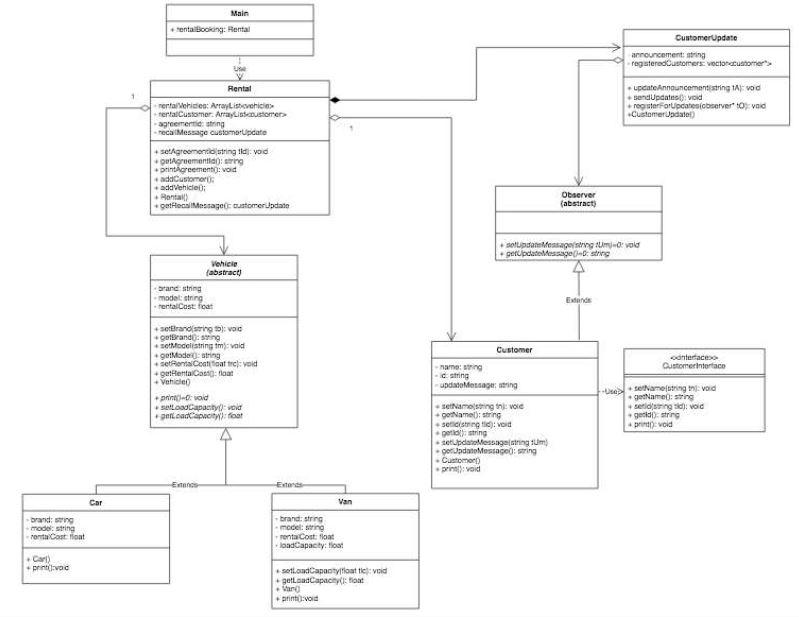 Main
+ rentalBooking: Rental
Use
Rental
- rentalVehicles: ArrayList<vehicle>
- rentalCustomer: ArrayList<customer>
- agreementId: string
- recallMessage customerUpdate
+ setAgreementId(string tId): void
+ getAgreementId(): string
+ printAgreement(): void
+ addCustomer();
+ addVehicle();
+ Rental()
+ getRecallMessage(): customerUpdate
1
1
CustomerUpdate
- announcement: string
- registeredCustomers: vector<customer*>
+ updateAnnouncement(string tA): void
+ sendUpdates(): void
+ registerForUpdates(observer* tO): void
+CustomerUpdate()
Observer
(abstract)
+ setUpdateMessage(string tUm)=0: void
+ getUpdateMessage()=0: string
Extends
Vehicle
(abstract)
- brand: string
- model: string
- rentalCost: float
+ setBrand(string tb): void
+ getBrand(): string
+ setModel(string tm): void
+ getModel(): string
+ setRentalCost(float trc): void
+ getRentalCost(): float
+ Vehicle()
+ print()=0: void
+ setLoadCapacity(): void
+ getLoadCapacity(): float
Customer
- name: string
- id: string
- updateMessage: string
+ setName(string tn): void
+ getName(): string
+ setId(string tId): void
+ getId(): string
+ setUpdateMessage(string tUm)
+ getUpdateMessage(): string
+ Customer()
+ print(): void
Use
<<interface>>
CustomerInterface
+ setName(string tn): void
+ getName(): string
+ setId(string tId): void
+ getId(): string
+ print(): void
Extends
Extends
Car
- brand: string
- model: string
- rentalCost: float
+ Car()
+ print():void
Van
- brand: string
- model: string
- rentalCost: float
- loadCapacity: float
+ setLoadCapacity(float tlc): void
+ getLoadCapacity(): float
+ Van()
+ print():void